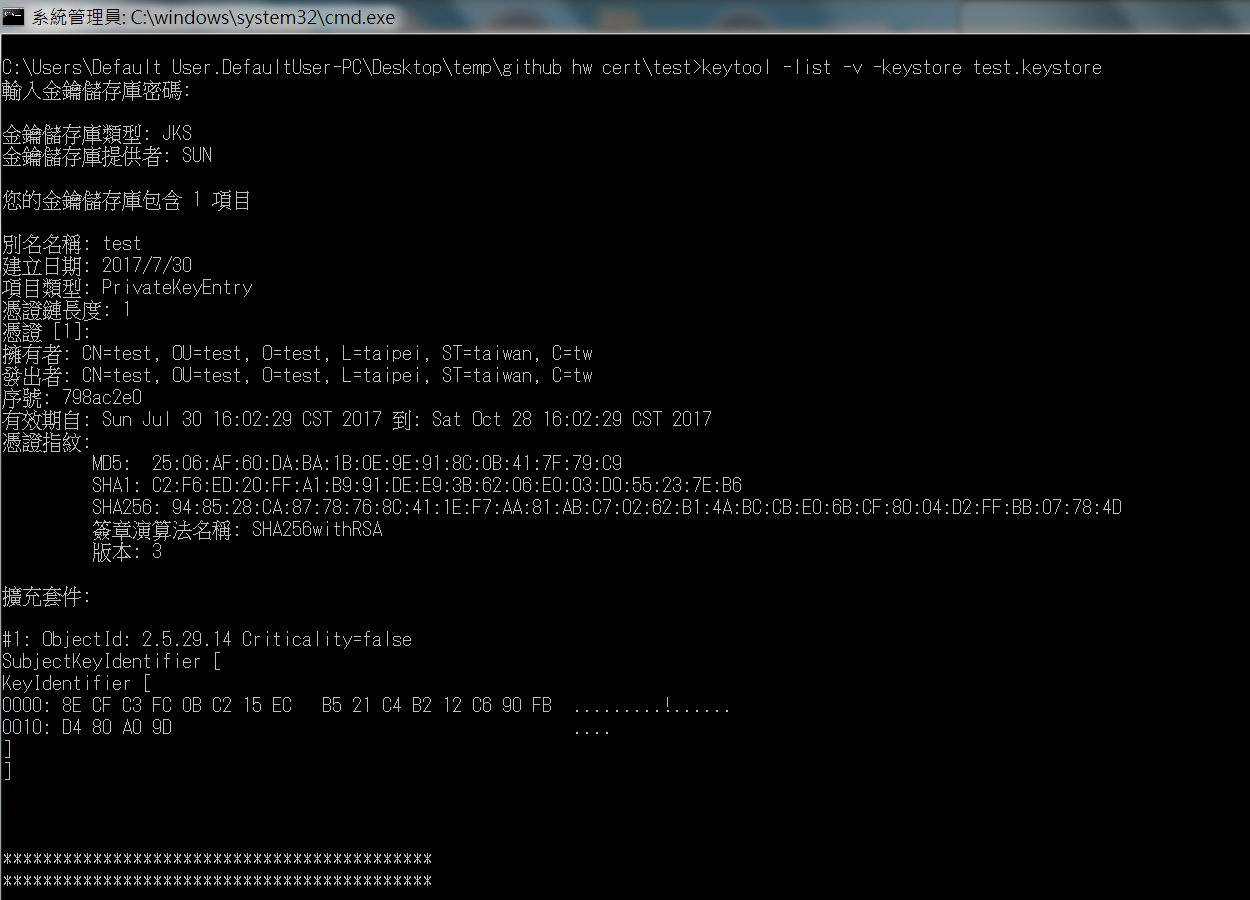 系統管理員: C:\windows\system32\cmd.exe
C:\Users\Default User.DefaultUser-PC\Desktop\temp\github hw cert\test>keytool -list -v -keystore test.keystore
輸入金鑰儲存庫密碼:
金鑰儲存庫類型: JKS
金鑰儲存庫提供者: SUN
您的金鑰儲存庫包含 1 項目
別名名稱: test
建立日期: 2017/7/30
項目類型: PrivateKeyEntry
憑證鏈長度: 1
憑證 [1]:
擁有者: CN=test, OU=test, O=test, L=taipei, ST=taiwan, C=tw
發出者: CN=test, OU=test, O=test, L=taipei, ST=taiwan, C=tw
序號: 798ac2e0
有效期自: Sun Jul 30 16:02:29 CST 2017 到: Sat Oct 28 16:02:29 CST 2017
憑證指紋:
MD5:  25:06:AF:60:DA:BA:1B:0E:9E:91:8C:0B:41:7F:79:C9
SHA1: C2:F6:ED:20:FF:A1:B9:91:DE:E9:3B:62:06:E0:03:D0:55:23:7E:B6
SHA256: 94:85:28:CA:87:78:76:8C:41:1E:F7:AA:81:AB:C7:02:62:B1:4A:BC:CB:E0:6B:CF:80:04:D2:FF:BB:07:78:4D
簽章演算法名稱: SHA256withRSA
版本: 3
擴充套件:
#1: ObjectId: 2.5.29.14 Criticality=false
SubjectKeyIdentifier [
KeyIdentifier [
0000: 8E CF C3 FC 0B C2 15 EC   B5 21 C4 B2 12 C6 90 FB  .........!......
0010: D4 80 A0 9D                                        ....
]
]
*******************************************
*******************************************